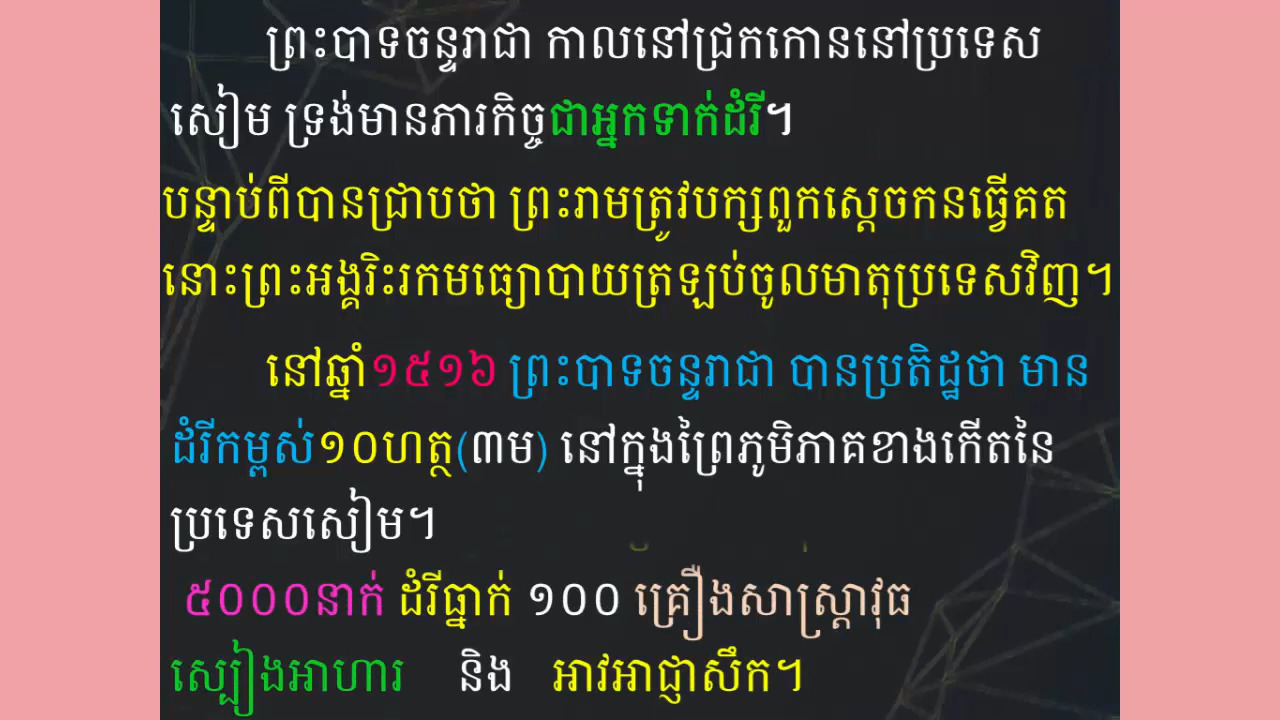 ព្រះបាទចន្ទរាជា កាលនៅជ្រកកោននៅប្រទេស
សៀម ទ្រង់មានភារកិច្ចជាអ្នកទាក់ដំរី។
បន្ទាប់ពីបានជ្រាបថា ព្រះរាមត្រូវបក្សពួកស្ដេចកនធ្វើគត
នោះព្រះអង្គរិះរកមធ្យោបាយត្រឡប់ចូលមាតុប្រទេសវិញ។
នៅឆ្នាំ១៥១៦ ព្រះបាទចន្ទរាជា បានប្រតិដ្ឋថា មាន
ដំរីកម្ពស់១០ហត្ថ(៣ម) នៅក្នុងព្រៃភូមិភាគខាងកើតនៃ
ប្រទេសសៀម។
៥០០០នាក់ ដំរីធ្នាក់ ១០០ គ្រឿងសាស្ត្រាវុធ
ស្បៀងអាហារ និង អាវអាជ្ញាសឹក។